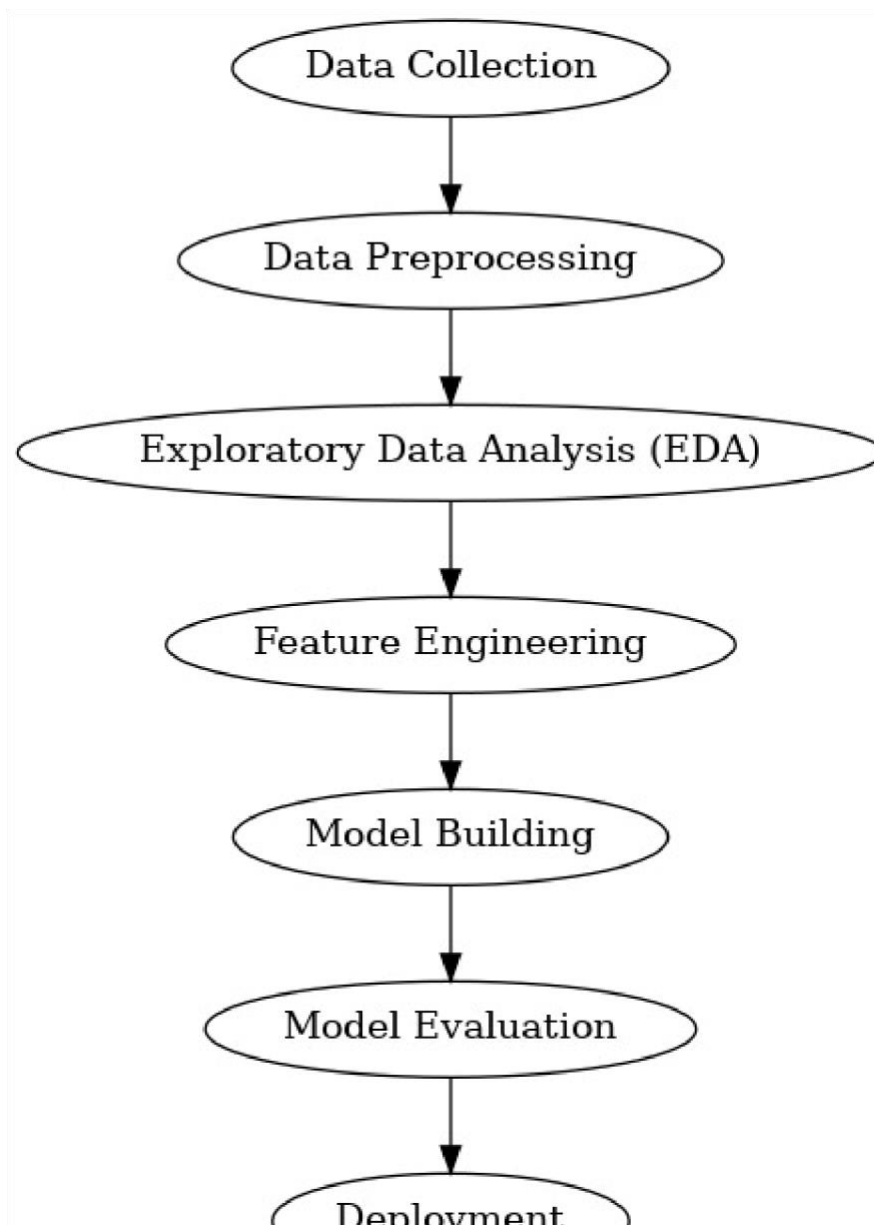 Data Collection
Data Preprocessing
Exploratory Data Analysis (EDA)
Feature Engineering
Model Building
Model Evaluation
Deployment